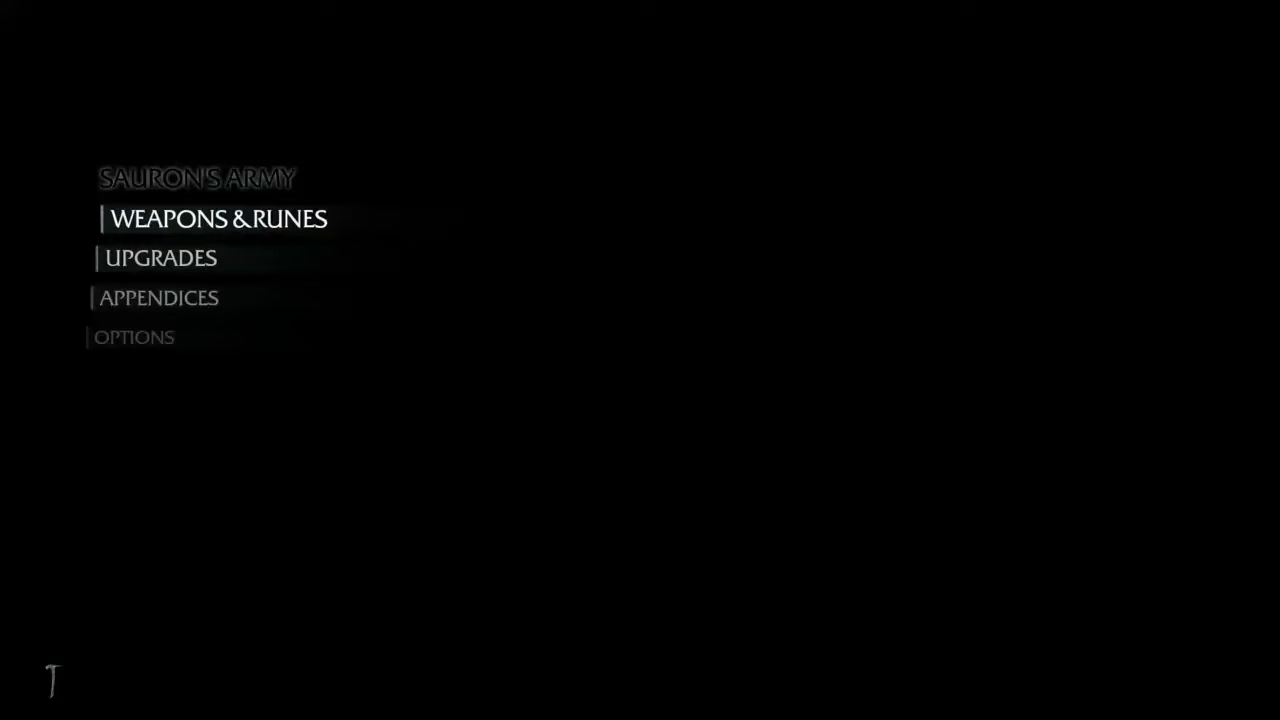 SAURON'S ARMY
WEAPONS & RUNES
UPGRADES
APPENDICES
OPTIONS